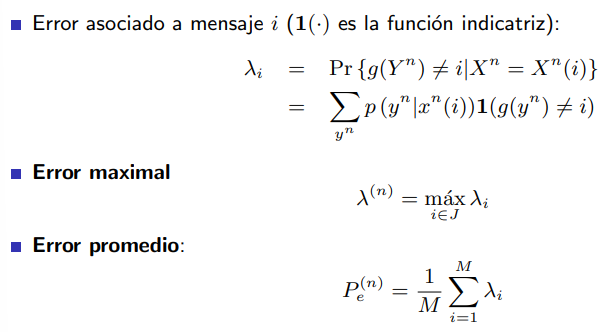 Error asociado a mensaje i (1(·) es la función indicatriz):
λ_i = Pr {g(Y^n) ≠ i|X^n = X^n(i)}
= ∑_{y^n} p (y^n|x^n(i)) 1(g(y^n) ≠ i)
Error maximal
λ^(n) = máx_{i∈J} λ_i
Error promedio:
P_e^(n) = 1/M ∑_{i=1}^{M} λ_i